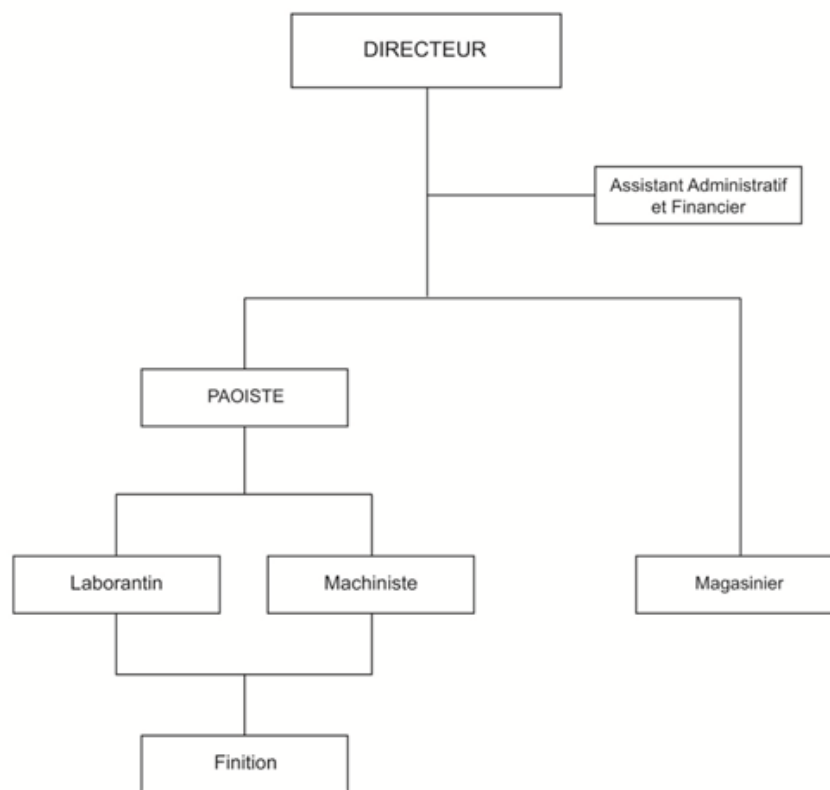 DIRECTEUR
Assistant Administratif
et Financier
PAOISTE
Laborantin
Machiniste
Magasinier
Finition